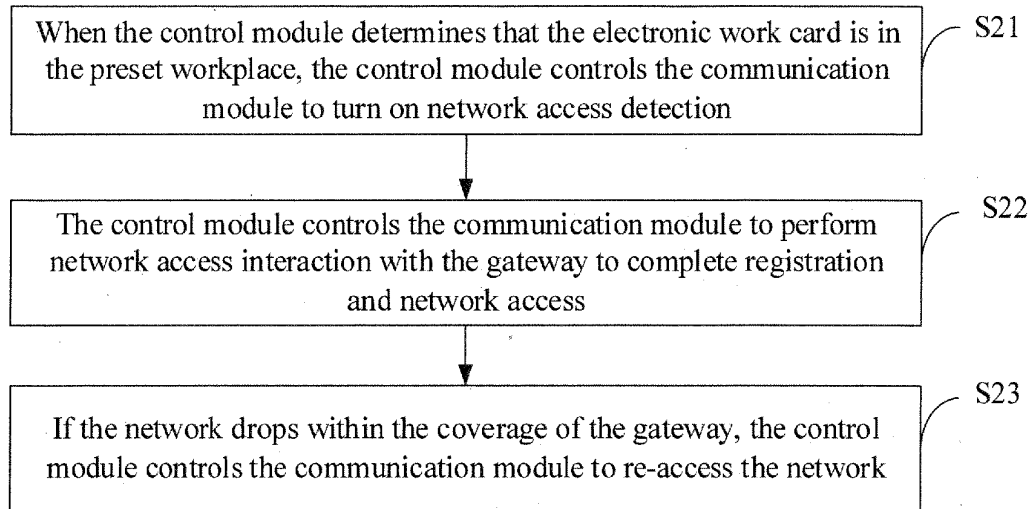 When the control module determines that the electronic work card is in
the preset workplace, the control module controls the communication
module to turn on network access detection
S21
The control module controls the communication module to perform
network access interaction with the gateway to complete registration
and network access
S22
If the network drops within the coverage of the gateway, the control
module controls the communication module to re-access the network
S23